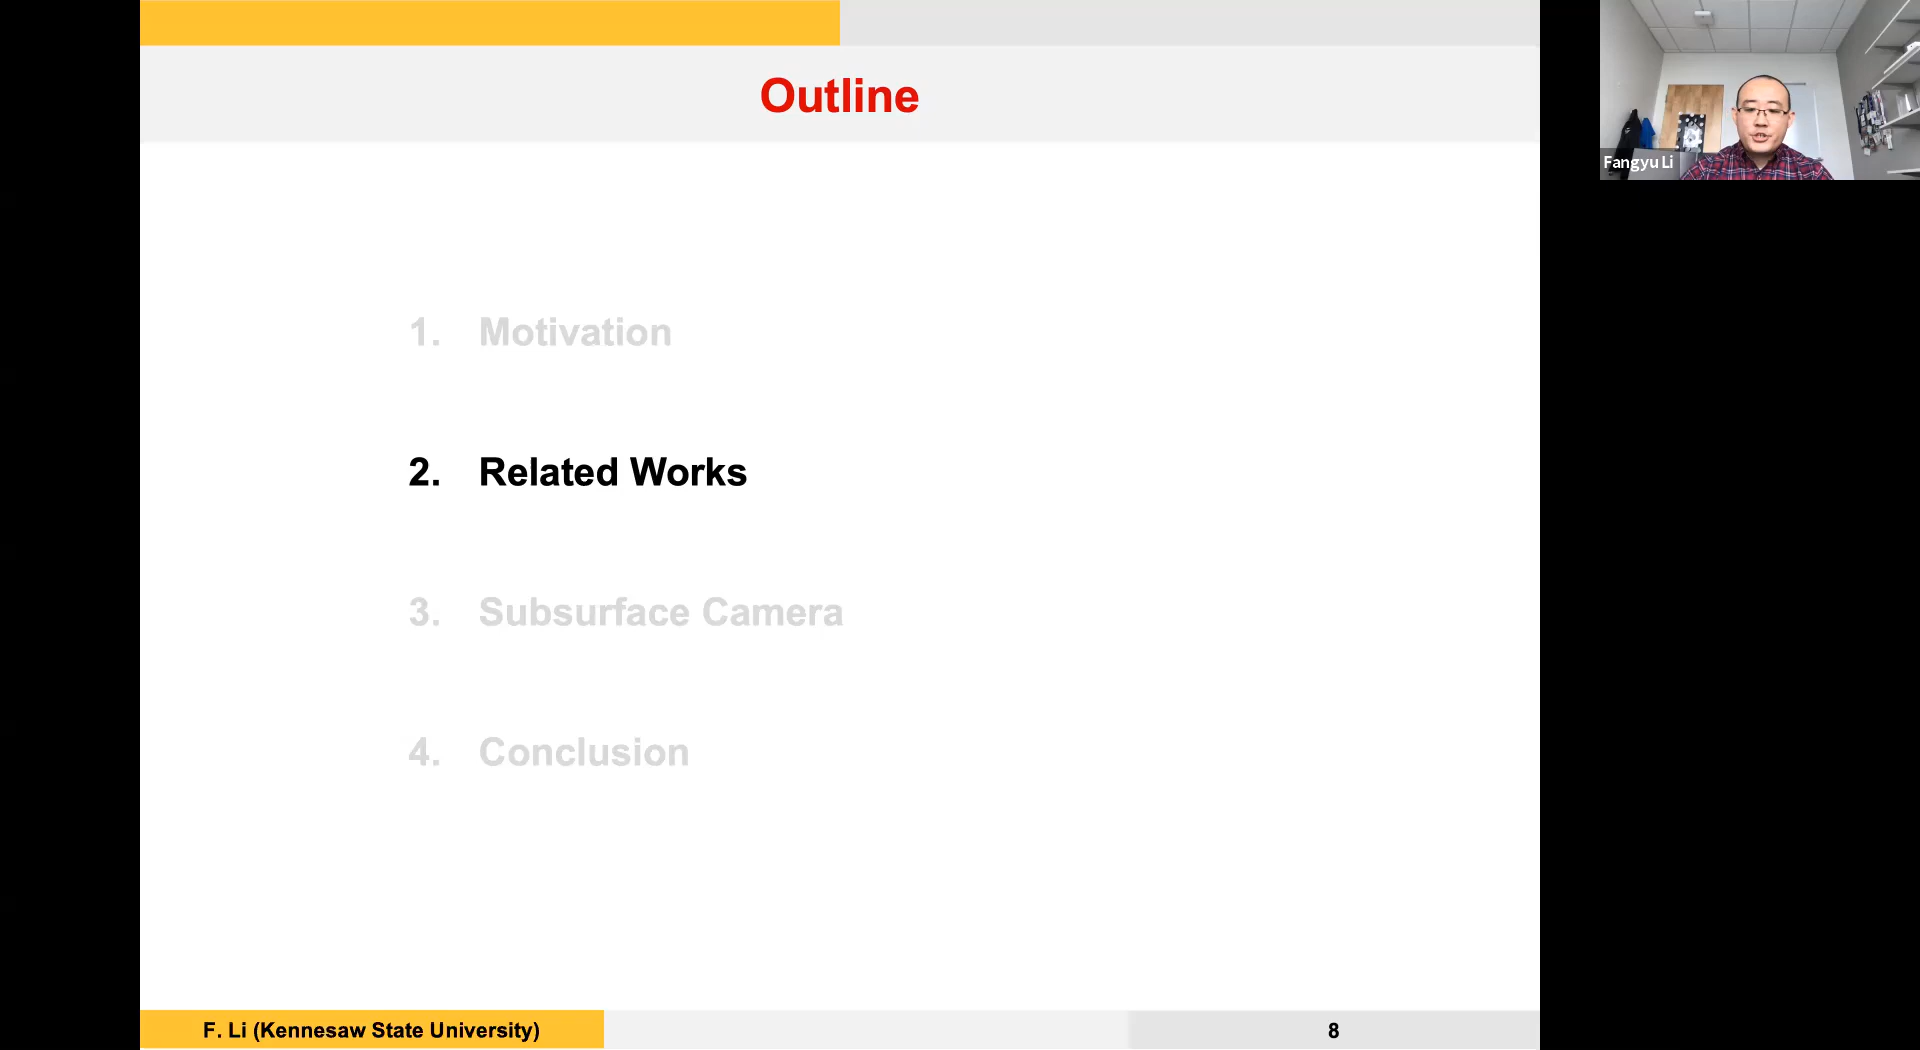 Outline
1. Motivation
2. Related Works
3. Subsurface Camera
4. Conclusion
F. Li (Kennesaw State University)
8
Fangyu Li